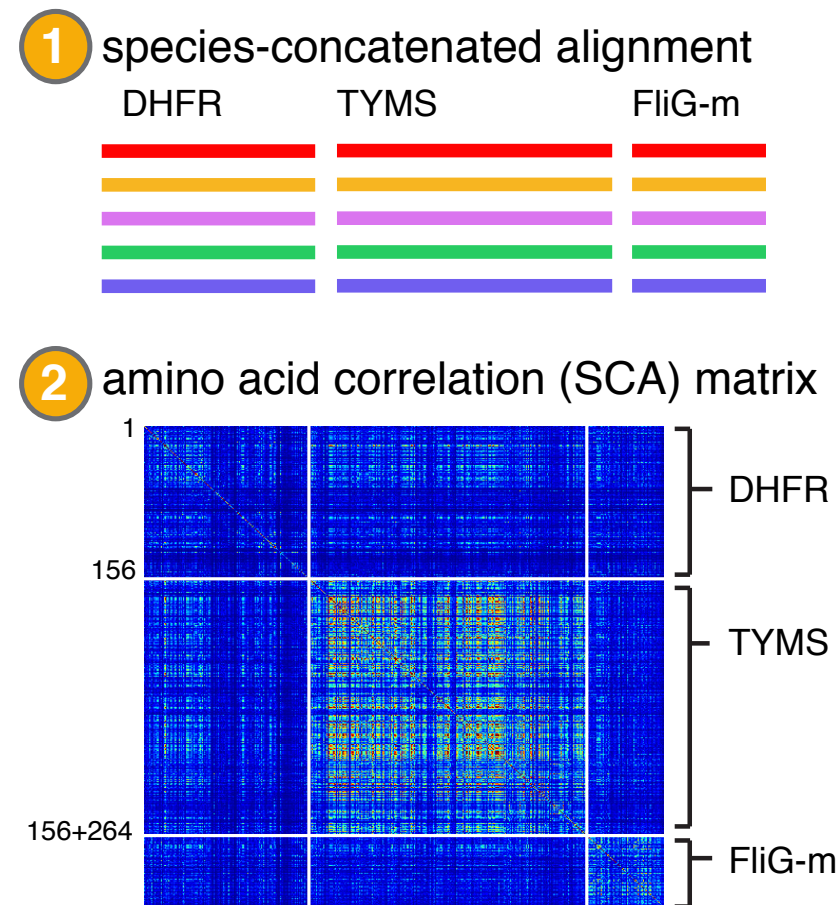 1 species-concatenated alignment
DHFR TYMS FliG-m
2 amino acid correlation (SCA) matrix
1
DHFR
156
TYMS
156+264
FliG-m